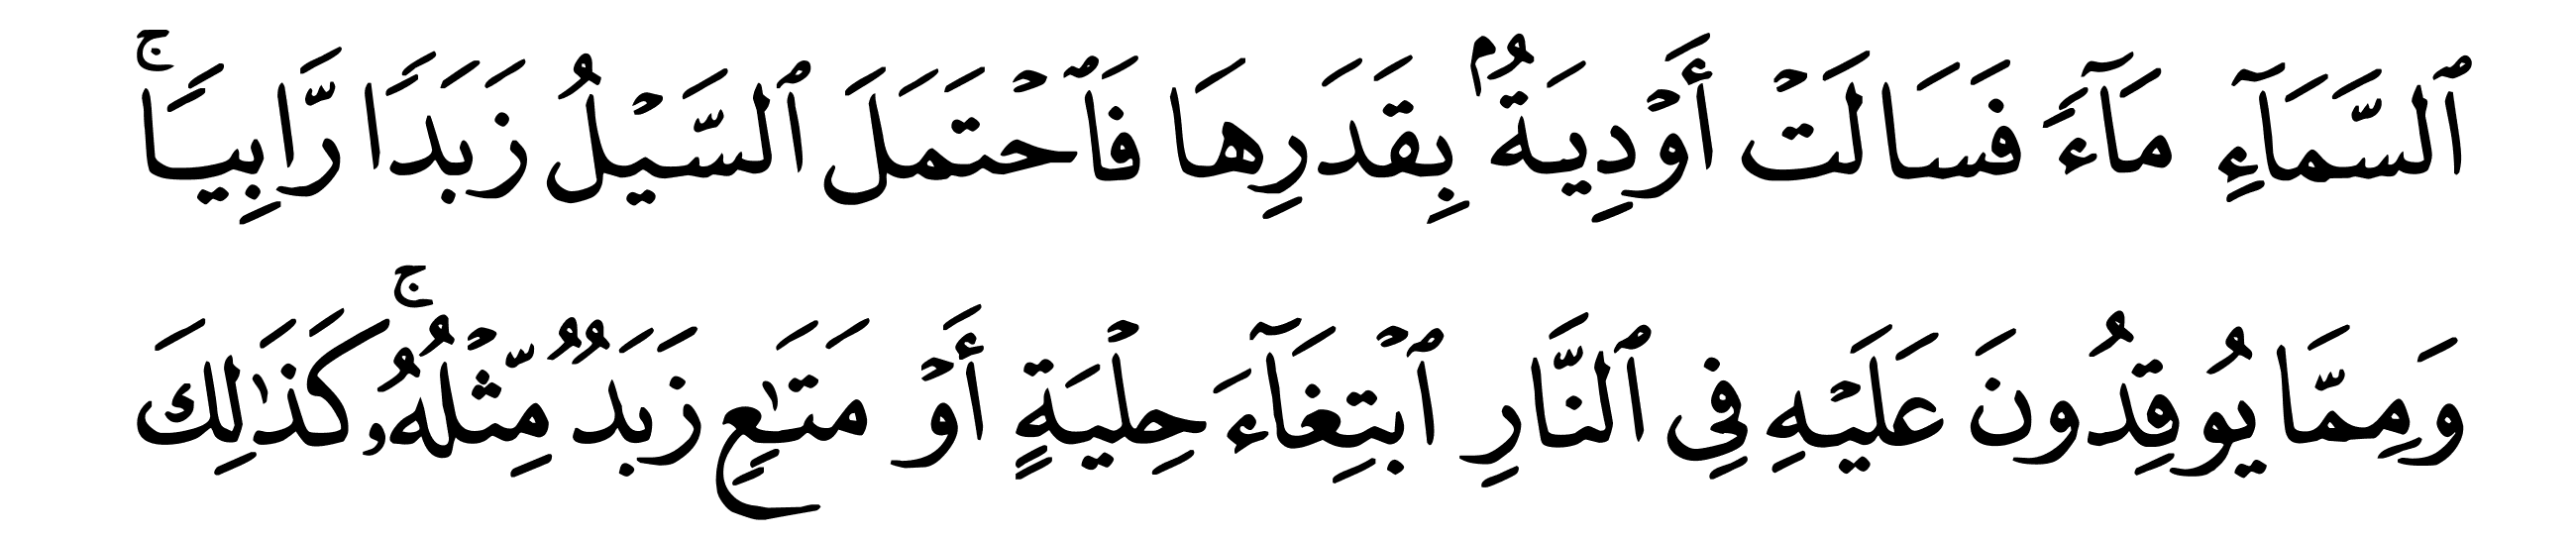 ٱلسَّمَآءِ مَآءً فَسَالَتْ أَوْدِيَةٌۢ بِقَدَرِهَا فَٱحْتَمَلَ ٱلسَّيْلُ زَبَدًا رَّابِيًاۚ
وَمِمَّا يُوقِدُونَ عَلَيْهِ فِي ٱلنَّارِ ٱبْتِغَآءَ حِلْيَةٍ أَوْ مَتَٰعٍ زَبَدٌ مِّثْلُهُۥۚ كَذَٰلِكَ